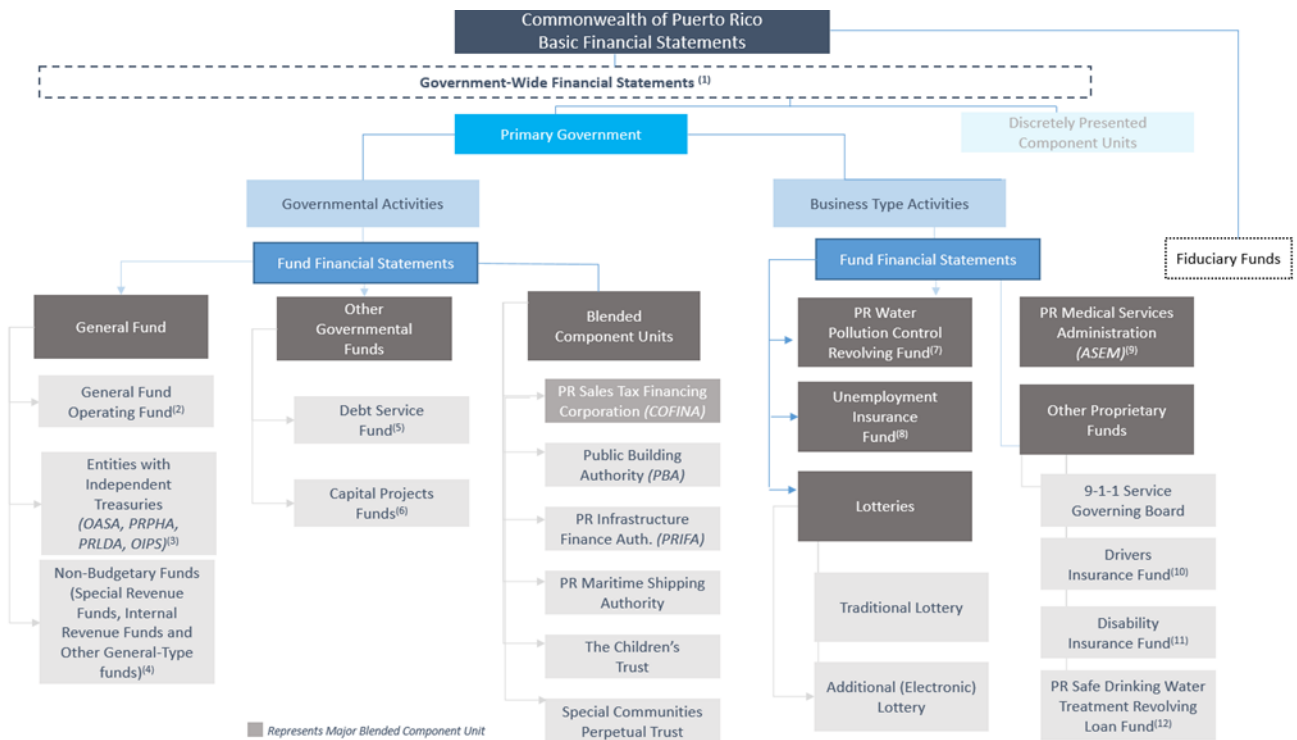 Commonwealth of Puerto Rico
Basic Financial Statements
Government-Wide Financial Statements (1)
Primary Government
Discretely Presented
Component Units
Governmental Activities
Business Type Activities
Fund Financial Statements
Fund Financial Statements
Fiduciary Funds
General Fund
Other
Governmental
Funds
Blended
Component Units
PR Water
Pollution Control
Revolving Fund(7)
PR Medical Services
Administration
(ASEM)(9)
General Fund
Operating Fund(2)
Debt Service
Fund(5)
PR Sales Tax Financing
Corporation (COFINA)
Unemployment
Insurance
Fund(8)
Other Proprietary
Funds
Entities with
Independent
Treasuries
(OASA, PRPHA,
PRLDA, OIPS)(3)
Capital Projects
Funds(6)
Public Building
Authority (PBA)
PR Infrastructure
Finance Auth. (PRIFA)
Lotteries
9-1-1 Service
Governing Board
Non-Budgetary Funds
(Special Revenue
Funds, Internal
Revenue Funds and
Other General-Type
funds)(4)
PR Maritime Shipping
Authority
Traditional Lottery
Drivers
Insurance Fund(10)
The Children's
Trust
Disability
Insurance Fund(11)
Special Communities
Perpetual Trust
Additional (Electronic)
Lottery
PR Safe Drinking Water
Treatment Revolving
Loan Fund(12)
Represents Major Blended Component Unit